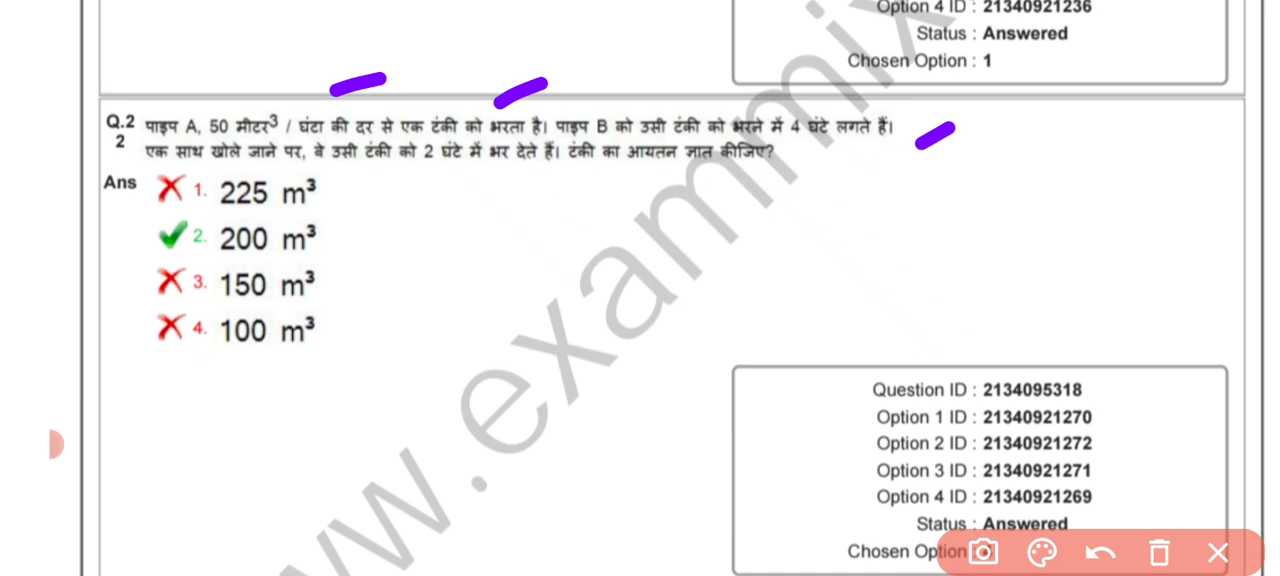 Option 4 ID : 21340921236
Status : Answered
Chosen Option : 1
Q.2 पाइप A, 50 मीटर³ / घंटा की दर से एक टंकी को भरता है। पाइप B को उसी टंकी को भरने में 4 घंटे लगते हैं।
2 एक साथ खोले जाने पर, वे उसी टंकी को 2 घंटे में भर देते हैं। टंकी का आयतन ज्ञात कीजिए?
Ans 1. 225 m³
2. 200 m³
3. 150 m³
4. 100 m³
Question ID : 2134095318
Option 1 ID : 21340921270
Option 2 ID : 21340921272
Option 3 ID : 21340921271
Option 4 ID : 21340921269
Status : Answered
Chosen Option
w.exammix